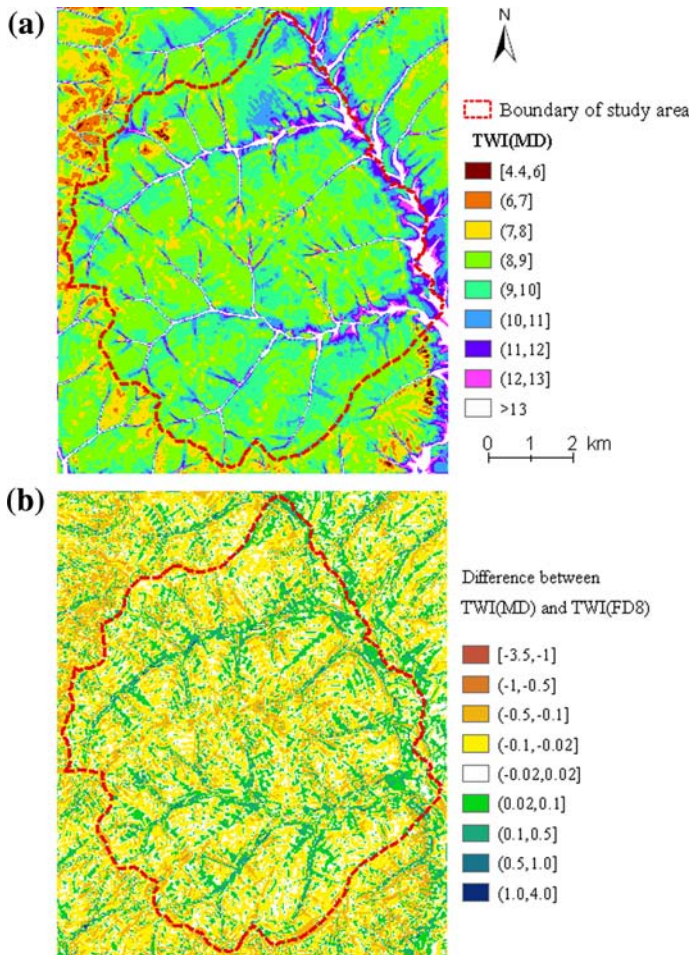 (a)
N
Boundary of study area
TWI(MD)
[4.4,6]
(6,7]
(7,8]
(8,9]
(9,10]
(10,11]
(11,12]
(12,13]
>13
0 2 km
(b)
Difference between
TWI(MD) and TWI(FD8)
[-3.5,-1]
(-1,-0.5]
(-0.5,-0.1]
(-0.1,-0.02]
(-0.02,0.02]
(0.02,0.1]
(0.1,0.5]
(0.5,1.0]
(1.0,4.0]